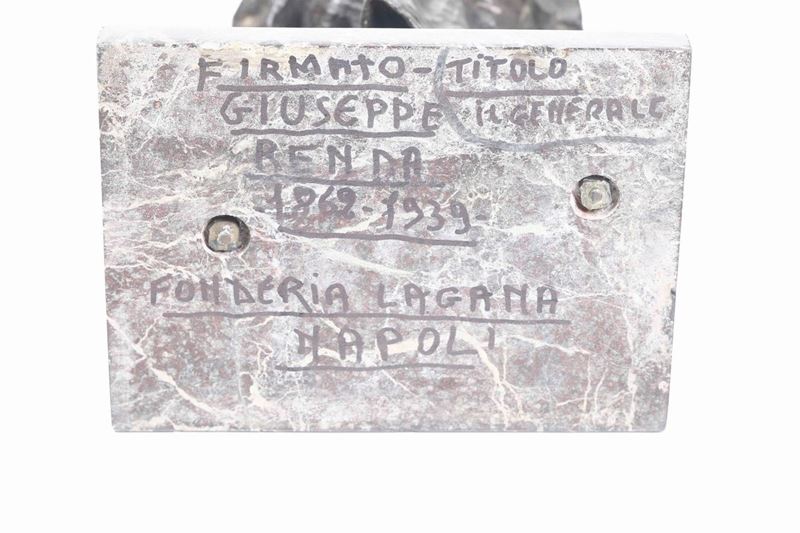 FIRMATO - TITOLO
GIUSEPPE il GENERALE
RENDA
-1862-1939-
FONDERIA LAGANA
NAPOLI